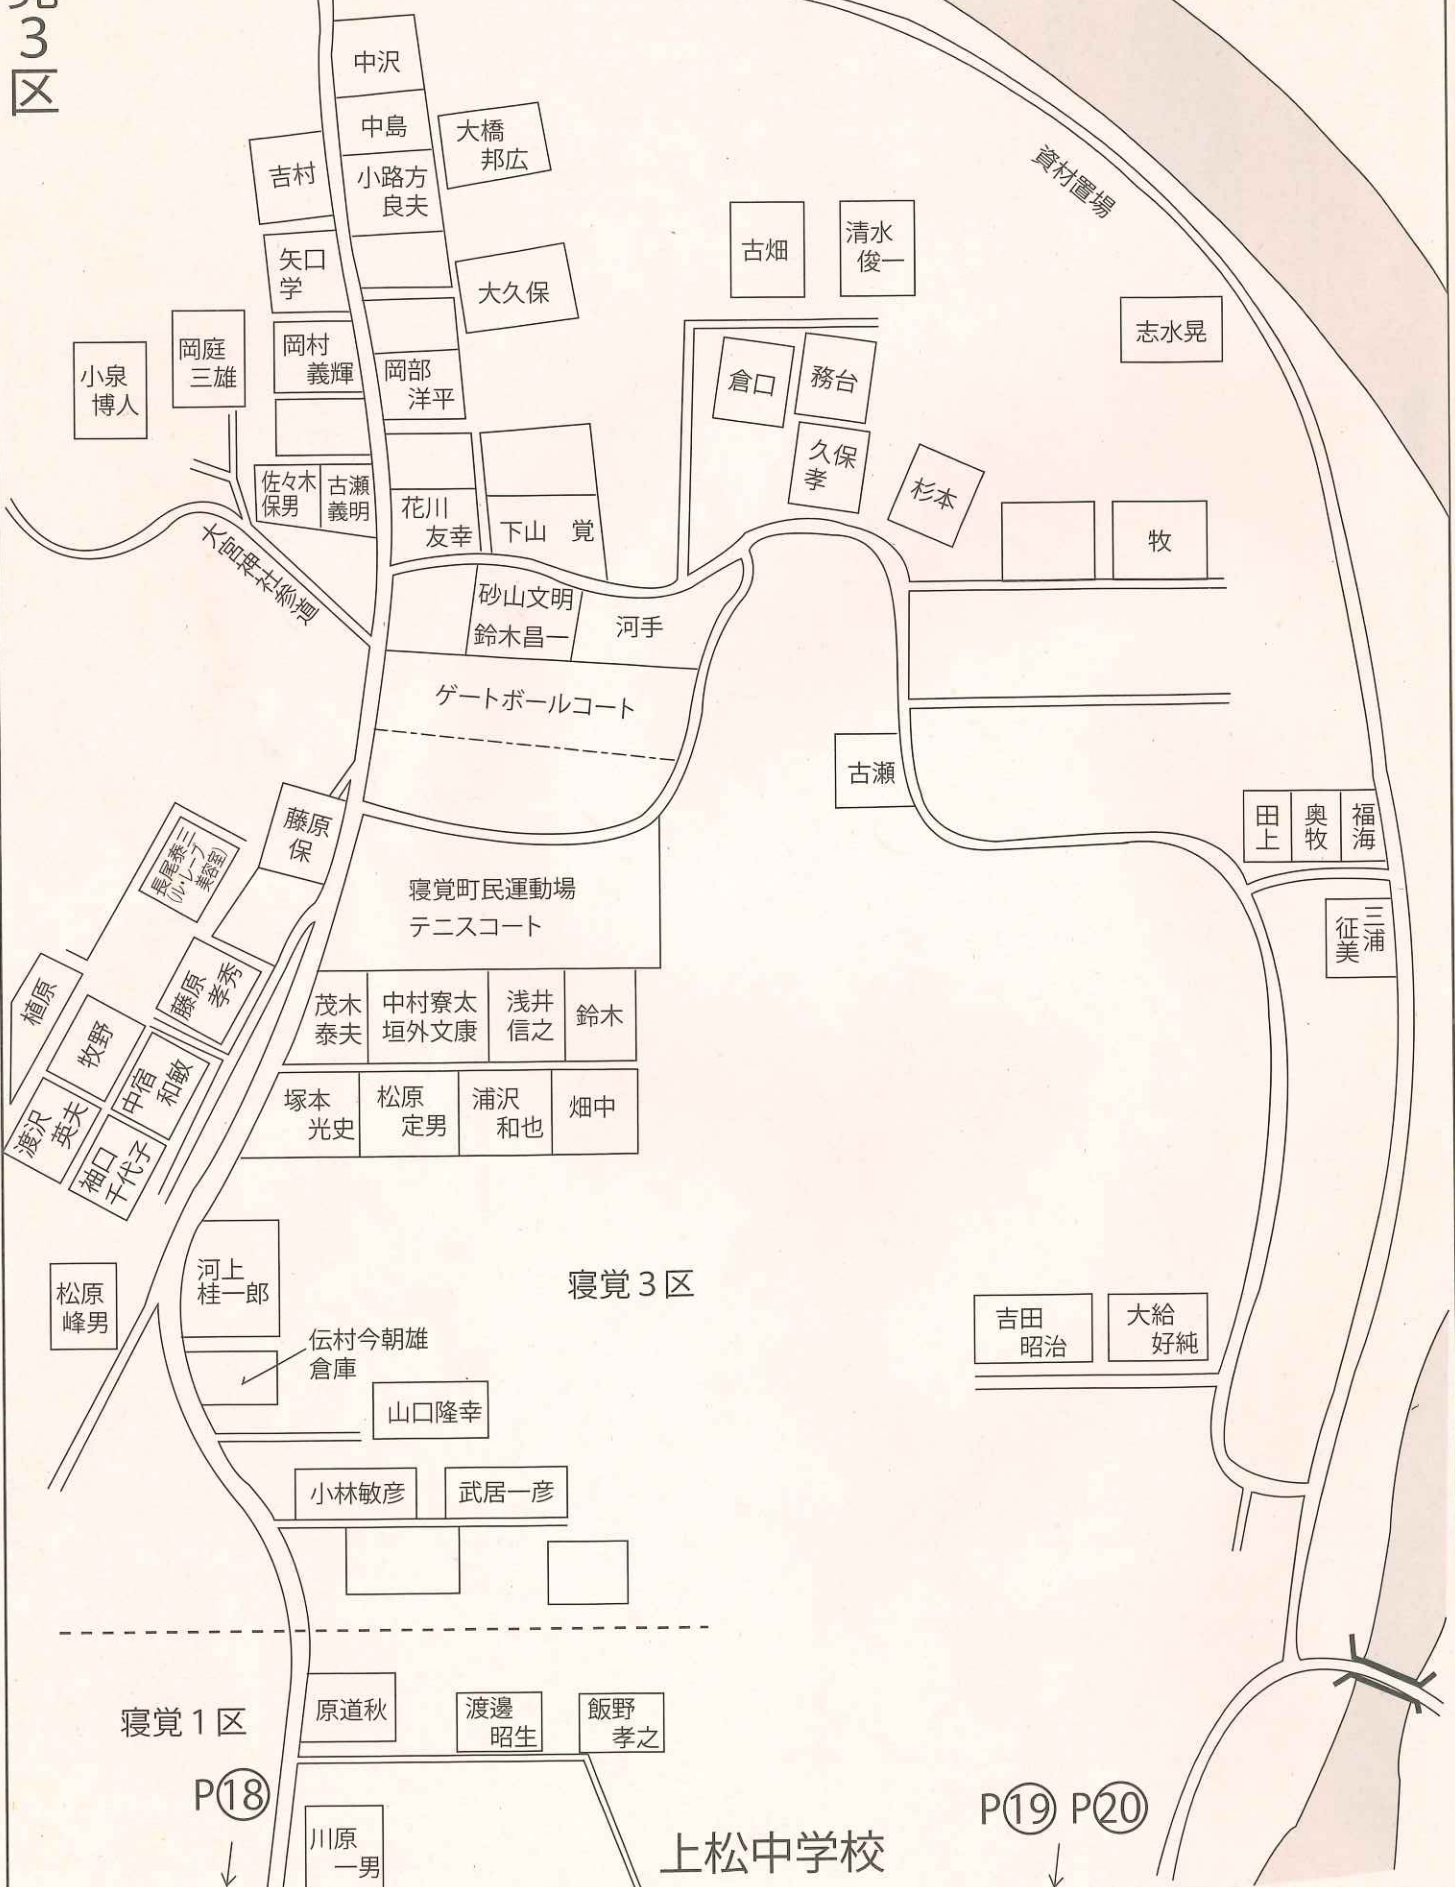 3
区
中沢
中島
大橋
邦広
吉村
小路方
良夫
矢口
学
大久保
古畑
清水
俊一
資材置場
志水晃
小泉
博人
岡庭
三雄
岡村
義輝
岡部
洋平
倉口
務台
久保
孝
杉本
牧
佐々木
保男
古瀬
義明
花川
友幸
下山 覚
大宮神社参道
砂山文明
鈴木昌一
河手
ゲートボールコート
古瀬
田上
奥牧
福海
三浦
征美
藤原
保
長尾泰三
(ル・レーブ
美容室)
寝覚町民運動場
テニスコート
植原
牧野
藤原
孝秀
中宿
和敏
渡沢
英夫
袖口
千代子
茂木
泰夫
中村寮太
垣外文康
浅井
信之
鈴木
塚本
光史
松原
定男
浦沢
和也
畑中
松原
峰男
河上
桂一郎
寝覚3区
伝村今朝雄
倉庫
山口隆幸
吉田
昭治
大給
好純
小林敏彦
武居一彦
寝覚1区
原道秋
渡邊
昭生
飯野
孝之
P⑱
川原
一男
上松中学校
P⑲ P⑳